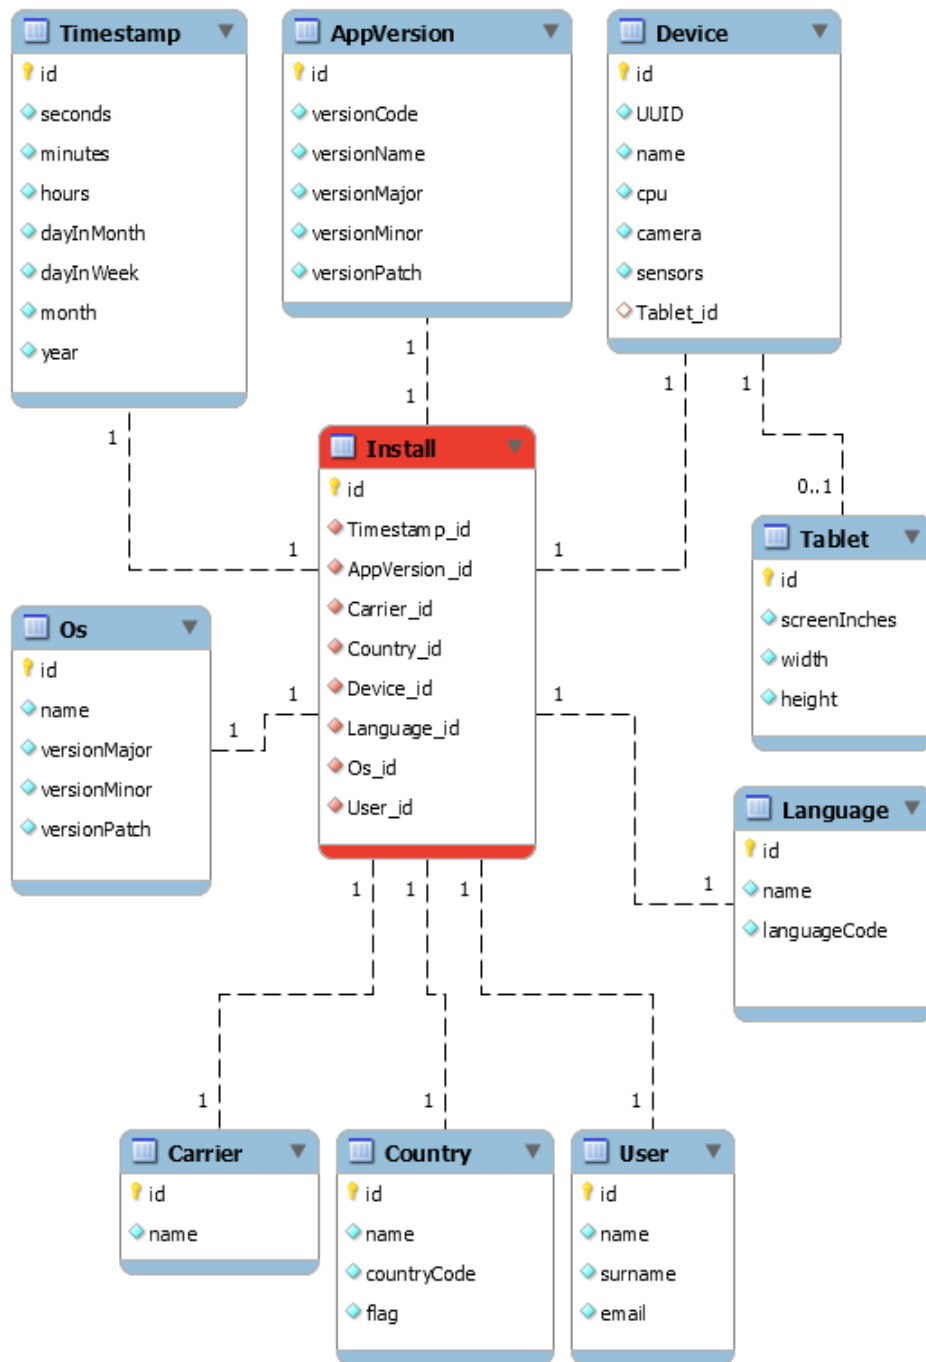 Timestamp
id
seconds
minutes
hours
dayInMonth
dayInWeek
month
year
AppVersion
id
versionCode
versionName
versionMajor
versionMinor
versionPatch
Device
id
UUID
name
cpu
camera
sensors
Tablet_id
1
1
1
1
1
0..1
Install
id
Timestamp_id
AppVersion_id
Carrier_id
Country_id
Device_id
Language_id
Os_id
User_id
1
1
Tablet
id
screenInches
width
height
Os
id
name
versionMajor
versionMinor
versionPatch
1
1
1
1
Language
id
name
languageCode
1
1
1
1
1
1
Carrier
id
name
Country
id
name
countryCode
flag
User
id
name
surname
email